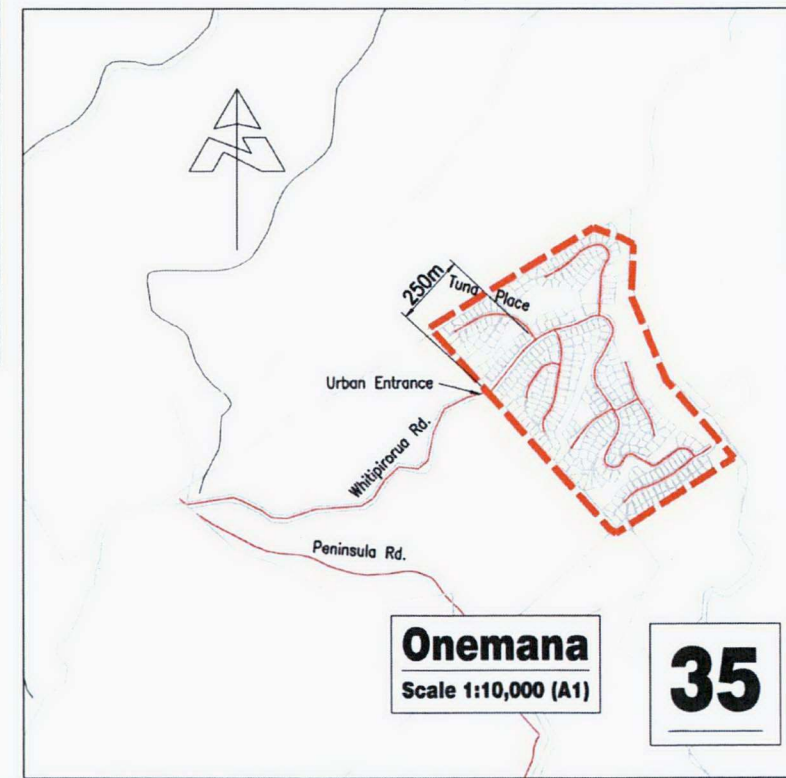 250m
Tuna Place
Urban Entrance
Whitipirorua Rd.
Peninsula Rd.
Onemana
Scale 1:10,000 (A1)
35